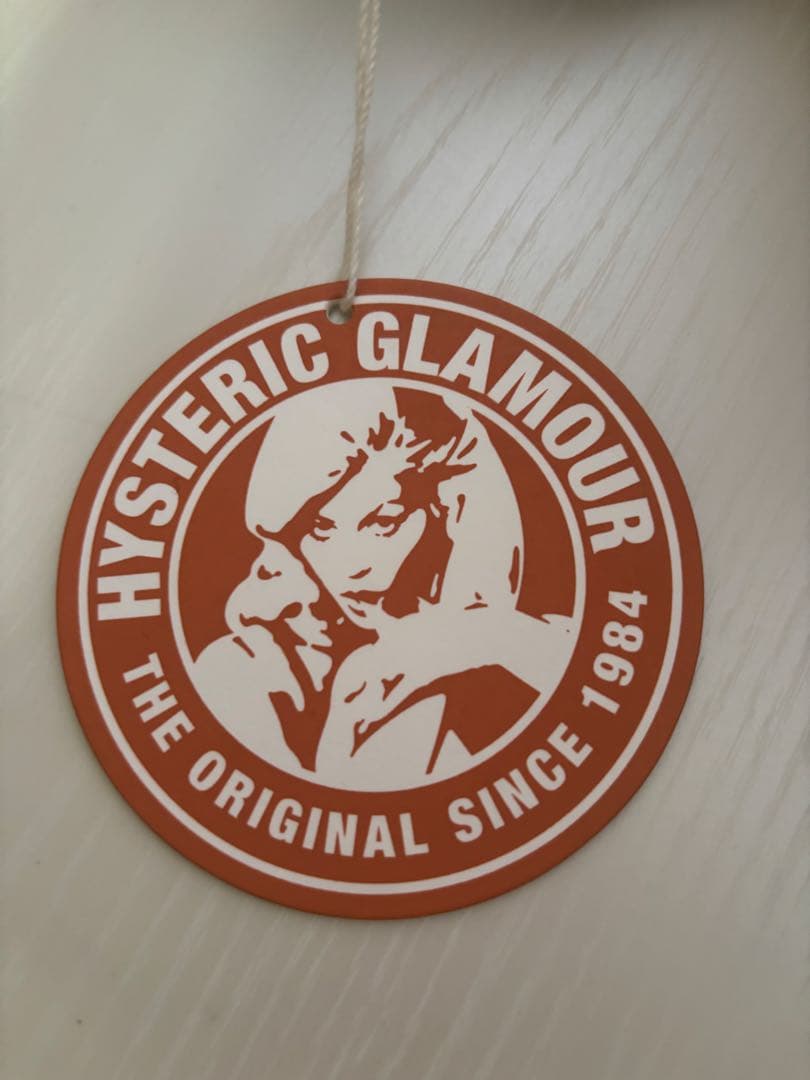 HYSTERIC GLAMOUR
THE ORIGINAL SINCE 1984